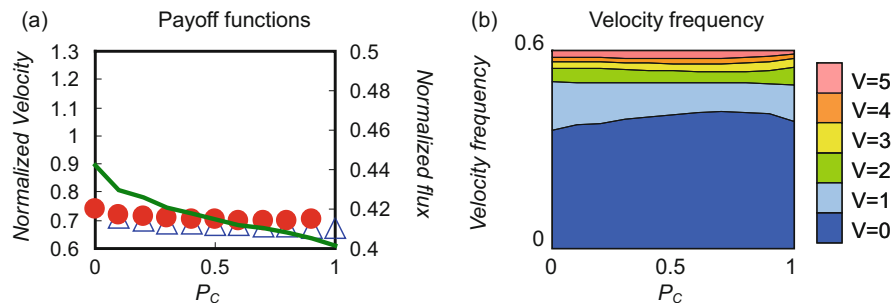 (a) Payoff functions
Normalized Velocity
1.3
1.2
1.1
1
0.9
0.8
0.7
0.6
0.5
0.48
0.46
0.44
0.42
0.4
Normalized flux
0 0.5 1
P_C
(b) Velocity frequency
Velocity frequency
0.6
0
0 0.5 1
P_C
V=5
V=4
V=3
V=2
V=1
V=0